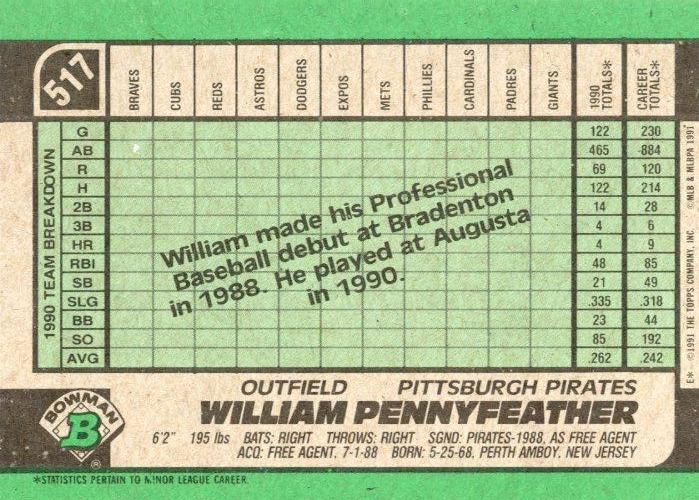 517
BRAVES CUBS REDS ASTROS DODGERS EXPOS METS PHILLIES CARDINALS PADRES GIANTS 1990 TOTALS* CAREER TOTALS*
1990 TEAM BREAKDOWN
G 122 230
AB 465 884
R 69 120
H 122 214
2B 14 28
3B 4 6
HR 4 9
RBI 48 85
SB 21 49
SLG .335 .318
BB 23 44
SO 85 192
AVG .262 .242
William made his Professional
Baseball debut at Bradenton
in 1988. He played at Augusta
in 1990.
E* ©1991 THE TOPPS COMPANY, INC. ©MLB & MLBPA 1991
OUTFIELD PITTSBURGH PIRATES
WILLIAM PENNYFEATHER
BOWMAN
B
®
6'2" 195 lbs BATS: RIGHT THROWS: RIGHT SGND: PIRATES-1988, AS FREE AGENT
ACQ: FREE AGENT, 7-1-88 BORN: 5-25-68, PERTH AMBOY, NEW JERSEY
*STATISTICS PERTAIN TO MINOR LEAGUE CAREER.